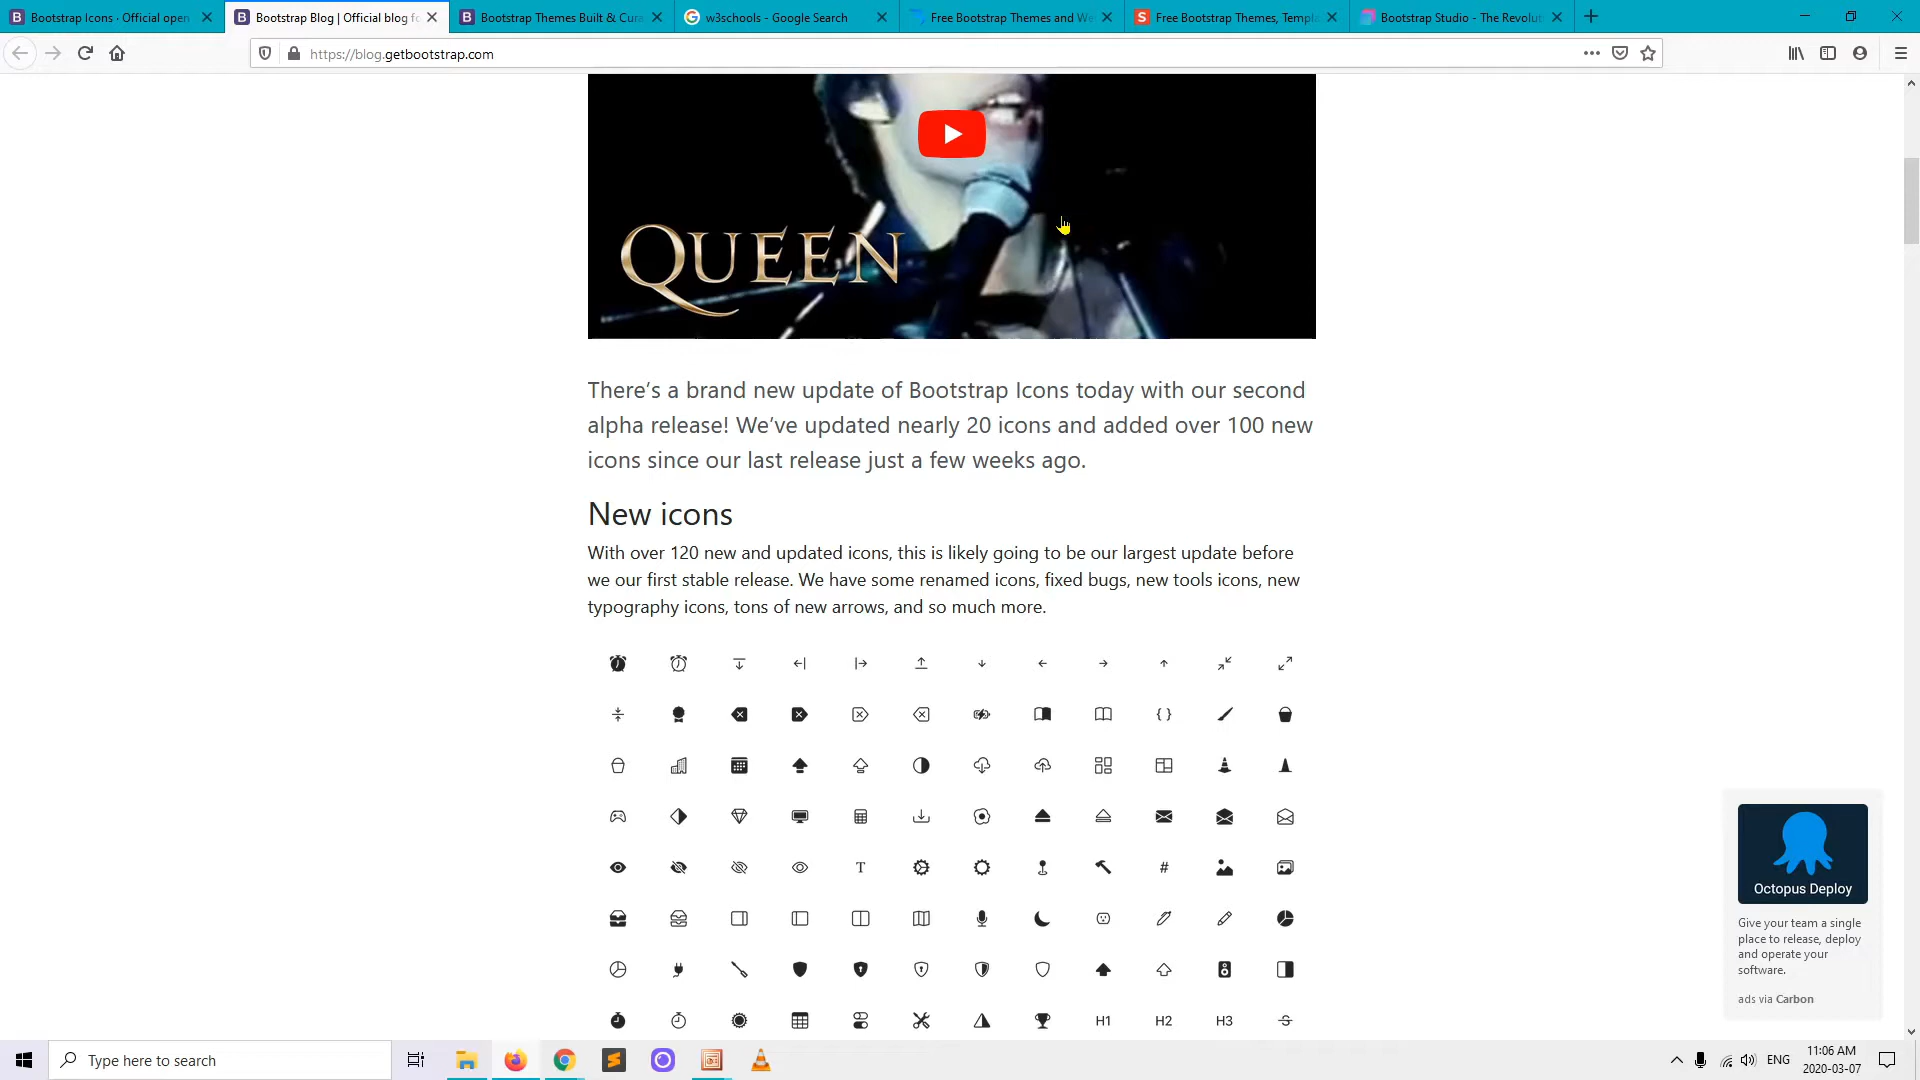 Bootstrap Icons · Official open
Bootstrap Blog | Official blog fo
Bootstrap Themes Built & Cura
w3schools - Google Search
Free Bootstrap Themes and We
Free Bootstrap Themes, Templa
Bootstrap Studio - The Revolut
https://blog.getbootstrap.com
QUEEN
There’s a brand new update of Bootstrap Icons today with our second
alpha release! We’ve updated nearly 20 icons and added over 100 new
icons since our last release just a few weeks ago.
New icons
With over 120 new and updated icons, this is likely going to be our largest update before
we our first stable release. We have some renamed icons, fixed bugs, new tools icons, new
typography icons, tons of new arrows, and so much more.
{ }
T #
H1 H2 H3 S
Octopus Deploy
Give your team a single
place to release, deploy
and operate your
software.
ads via Carbon
Type here to search
ENG
11:06 AM
2020-03-07